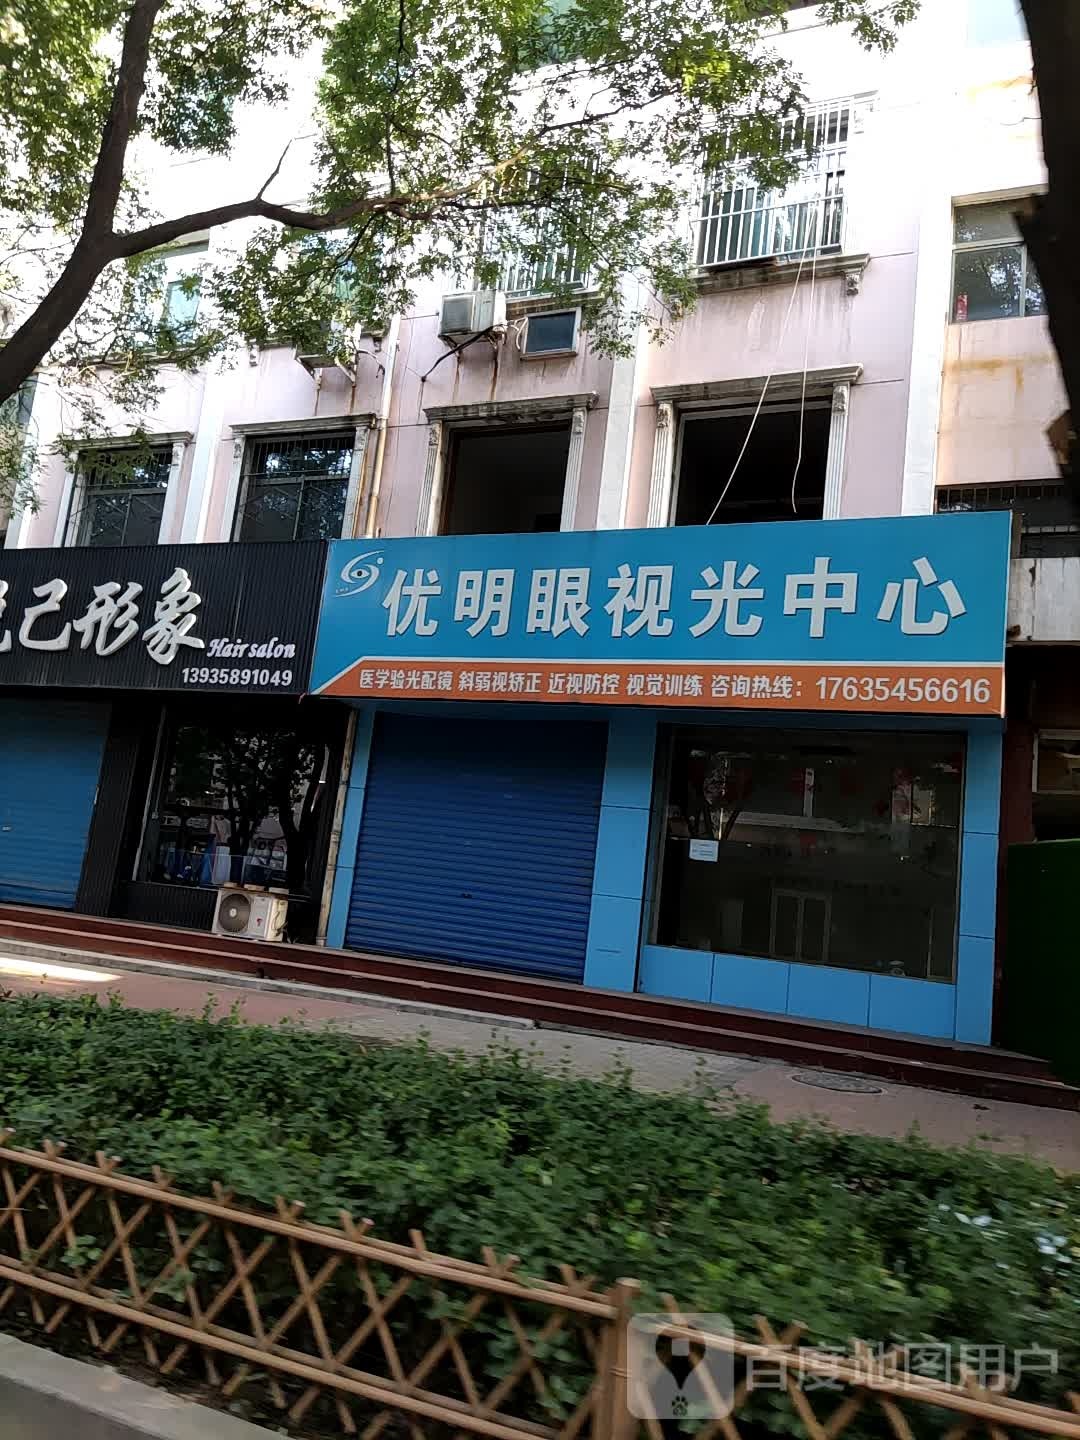 优明眼视光中心
医学验光配镜 斜弱视矫正 近视防控 视觉训练 咨询热线：17635456616
己形象
Hair salon
13935891049
百度地图用户